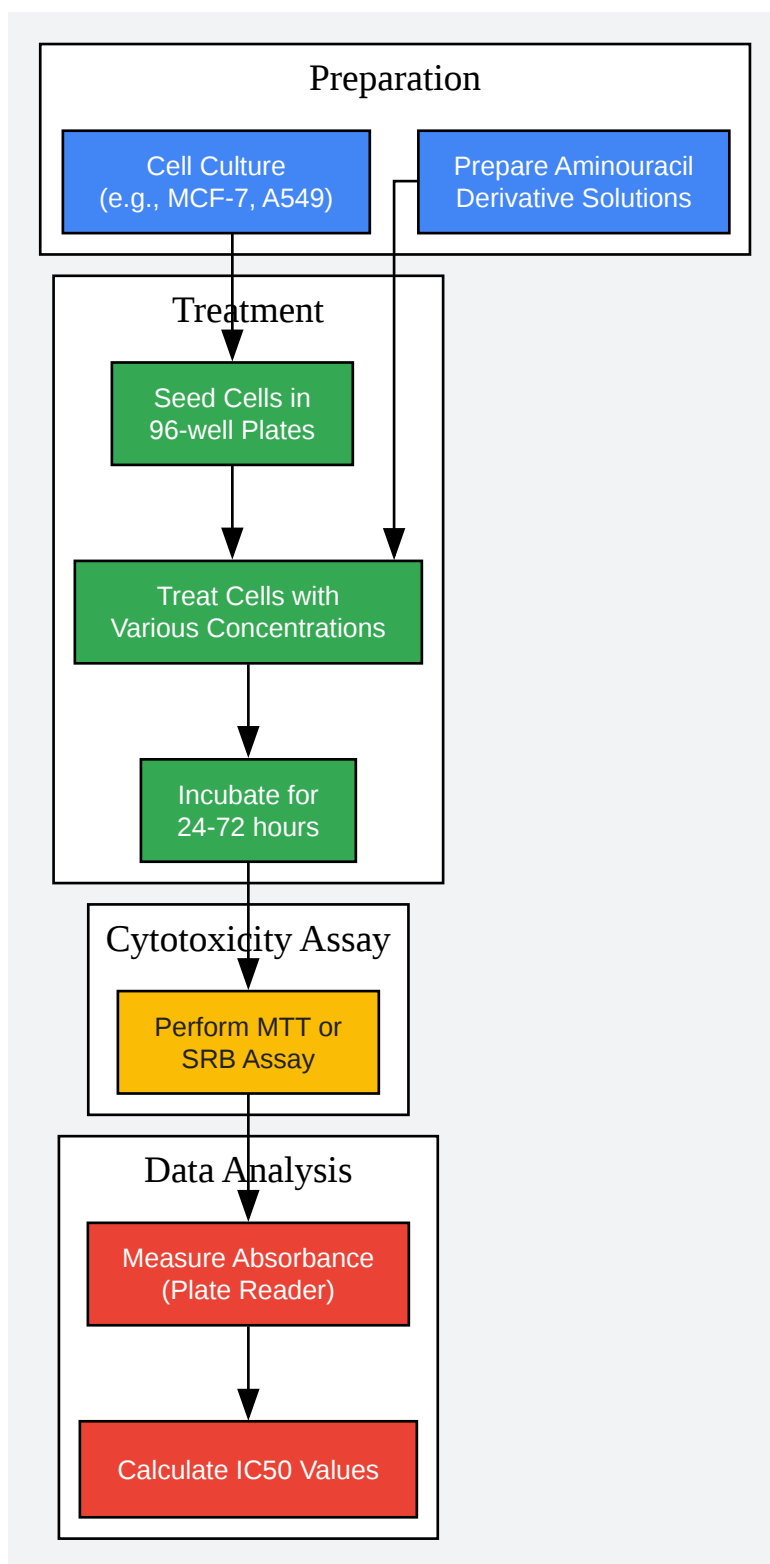 Preparation
Cell Culture
(e.g., MCF-7, A549)
Prepare Aminouracil
Derivative Solutions
Treatment
Seed Cells in
96-well Plates
Treat Cells with
Various Concentrations
Incubate for
24-72 hours
Cytotoxicity Assay
Perform MTT or
SRB Assay
Data Analysis
Measure Absorbance
(Plate Reader)
Calculate IC50 Values